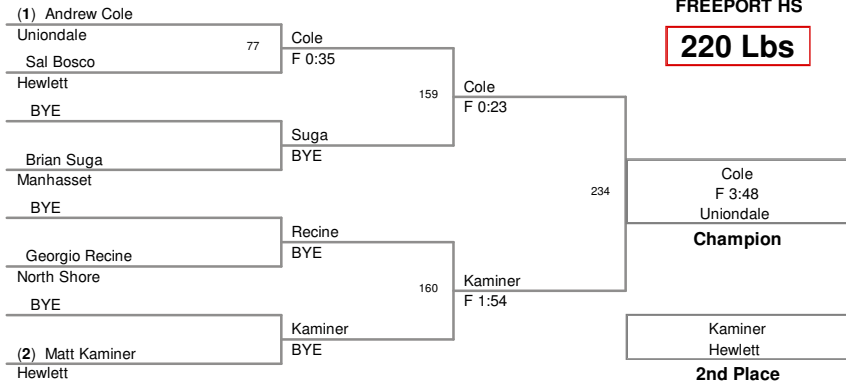 FREEPORT HS
220 Lbs
(1) Andrew Cole
Uniondale
77
Sal Bosco
Hewlett
Cole
F 0:35
BYE
Brian Suga
Manhasset
Suga
BYE
159
Cole
F 0:23
BYE
Georgio Recine
North Shore
Recine
BYE
BYE
(2) Matt Kaminer
Hewlett
Kaminer
BYE
160
Kaminer
F 1:54
234
Cole
F 3:48
Uniondale
Champion
Kaminer
Hewlett
2nd Place